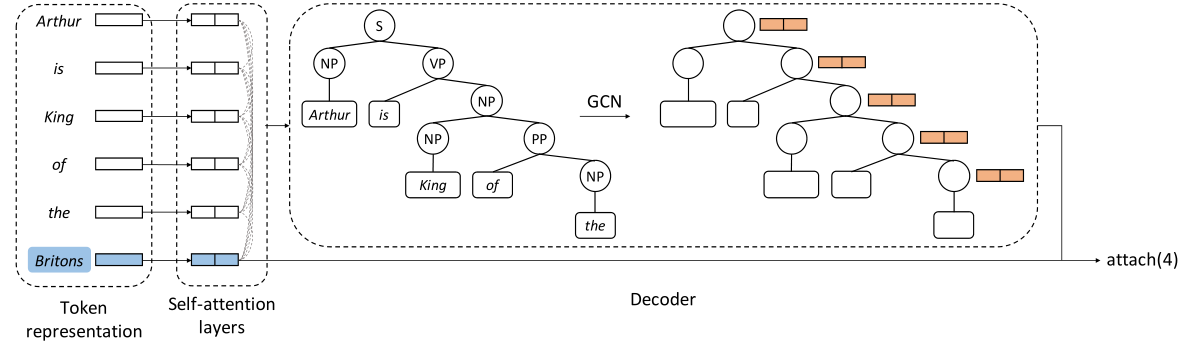 Arthur
is
King
of
the
Britons
Token
representation
Self-attention
layers
S
NP
VP
Arthur
is
NP
NP
PP
King
of
NP
the
GCN
Decoder
attach(4)